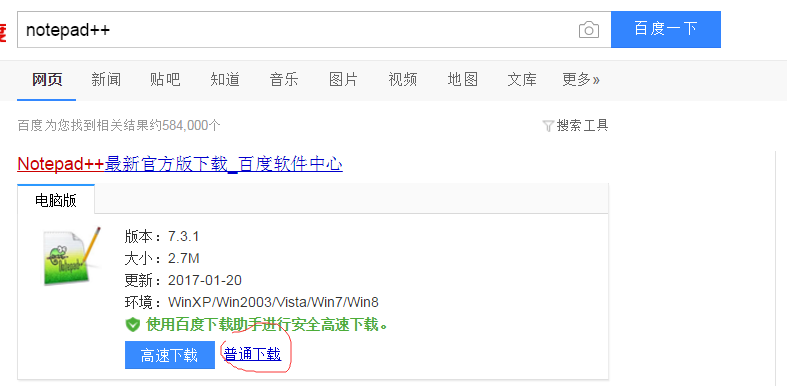 notepad++ 百度一下
网页 新闻 贴吧 知道 音乐 图片 视频 地图 文库 更多»
百度为您找到相关结果约584,000个 搜索工具
Notepad++最新官方版下载_百度软件中心
电脑版
版本：7.3.1
大小：2.7M
更新：2017-01-20
环境：WinXP/Win2003/Vista/Win7/Win8
使用百度下载助手进行安全高速下载。
高速下载 普通下载